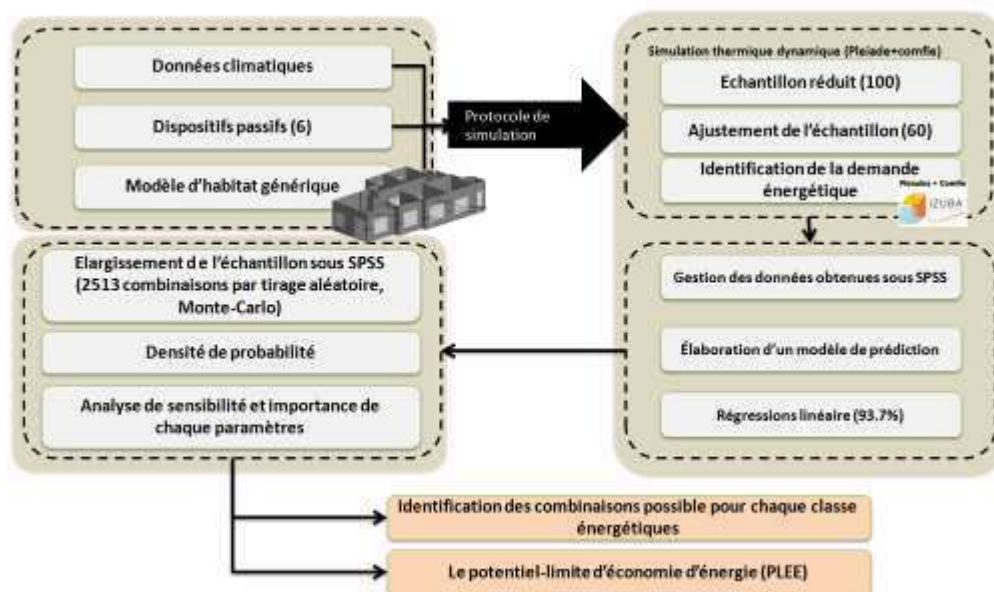 Données climatiques
Dispositifs passifs (6)
Modèle d'habitat générique
Protocole de
simulation
Simulation thermique dynamique (Pleiade+comfie)
Echantillon réduit (100)
Ajustement de l'échantillon (60)
Identification de la demande
énergétique
Pleiades + Comfie
IZUBA
Gestion des données obtenues sous SPSS
Élaboration d'un modèle de prédiction
Régressions linéaire (93.7%)
Elargissement de l'échantillon sous SPSS
(2513 combinaisons par tirage aléatoire,
Monte-Carlo)
Densité de probabilité
Analyse de sensibilité et importance de
chaque paramètres
Identification des combinaisons possible pour chaque classe
énergétiques
Le potentiel-limite d'économie d'énergie (PLEE)